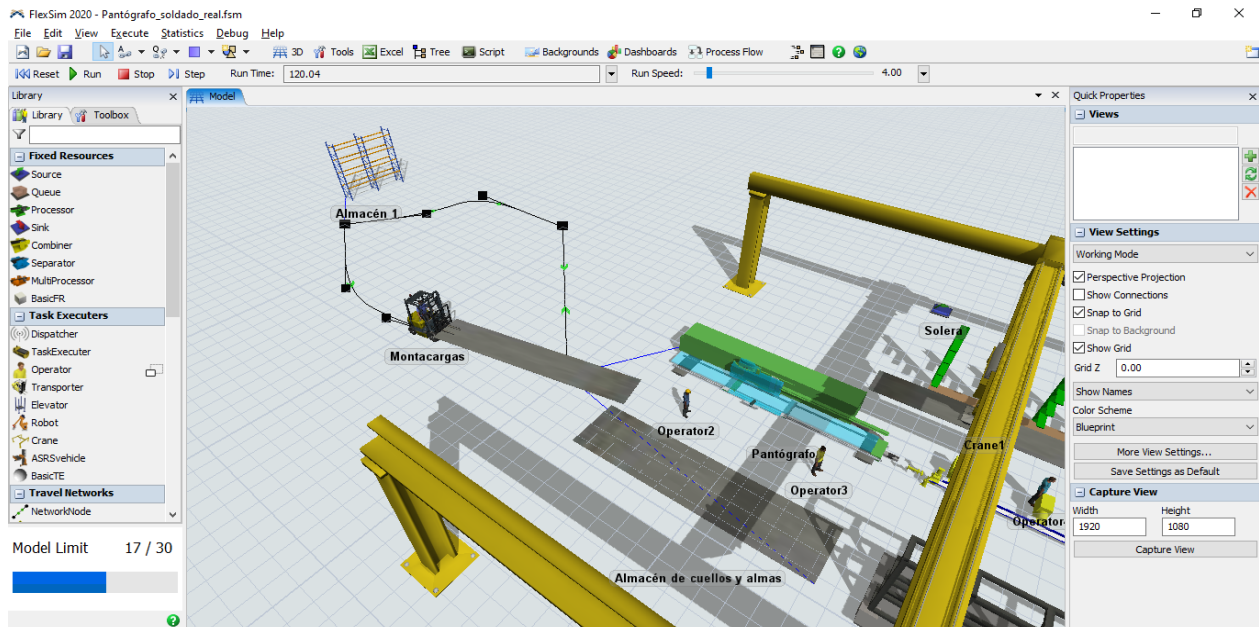 FlexSim 2020 - Pantógrafo_soldado_real.fsm
File Edit View Execute Statistics Debug Help
3D Tools Excel Tree Script Backgrounds Dashboards Process Flow
Reset Run Stop Step Run Time: 120.04 Run Speed: 4.00
Library
Library Toolbox
Fixed Resources
Source
Queue
Processor
Sink
Combiner
Separator
MultiProcessor
BasicFR
Task Executers
Dispatcher
TaskExecuter
Operator
Transporter
Elevator
Robot
Crane
ASRSvehicle
BasicTE
Travel Networks
NetworkNode
Model Limit 17 / 30
Model
Almacén 1
Montacargas
Solera
Operator2
Crane1
Pantógrafo
Operator3
Operator
Almacén de cuellos y almas
Quick Properties
Views
View Settings
Working Mode
Perspective Projection
Show Connections
Snap to Grid
Snap to Background
Show Grid
Grid Z 0.00
Show Names
Color Scheme
Blueprint
More View Settings...
Save Settings as Default
Capture View
Width Height
1920 1080
Capture View